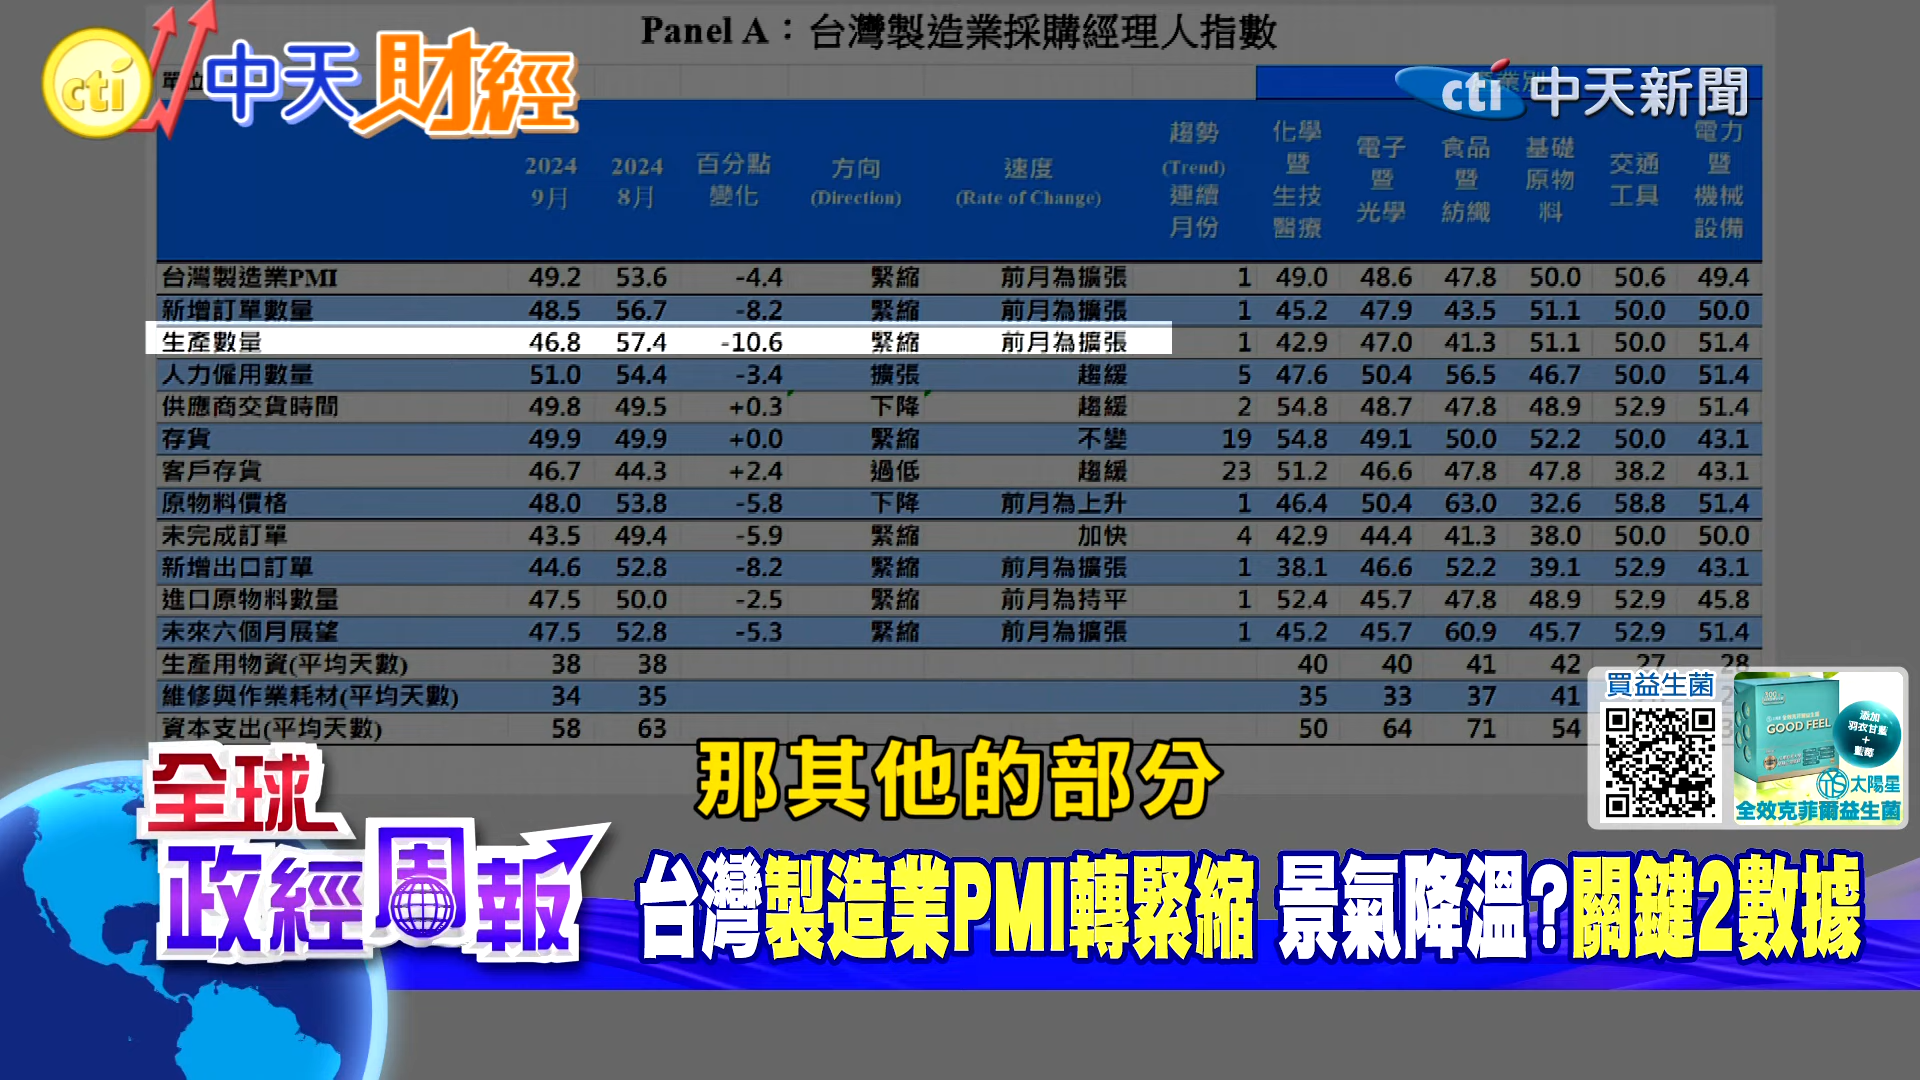 Panel A：台灣製造業採購經理人指數
cti 中天財經
cti 中天新聞
2024 9月 2024 8月 百分點變化 方向 (Direction) 速度 (Rate of Change) 趨勢 (Trend) 連續月份 化學暨生技醫療 電子暨光學 食品暨紡織 基礎原物料 交通工具 電力暨機械設備
台灣製造業PMI 49.2 53.6 -4.4 緊縮 前月為擴張 1 49.0 48.6 47.8 50.0 50.6 49.4
新增訂單數量 48.5 56.7 -8.2 緊縮 前月為擴張 1 45.2 47.9 43.5 51.1 50.0 50.0
生產數量 46.8 57.4 -10.6 緊縮 前月為擴張 1 42.9 47.0 41.3 51.1 50.0 51.4
人力僱用數量 51.0 54.4 -3.4 擴張 趨緩 5 47.6 50.4 56.5 46.7 50.0 51.4
供應商交貨時間 49.8 49.5 +0.3 下降 趨緩 2 54.8 48.7 47.8 48.9 52.9 51.4
存貨 49.9 49.9 +0.0 緊縮 不變 19 54.8 49.1 50.0 52.2 50.0 43.1
客戶存貨 46.7 44.3 +2.4 過低 趨緩 23 51.2 46.6 47.8 47.8 38.2 43.1
原物料價格 48.0 53.8 -5.8 下降 前月為上升 1 46.4 50.4 63.0 32.6 58.8 51.4
未完成訂單 43.5 49.4 -5.9 緊縮 加快 4 42.9 44.4 41.3 38.0 50.0 50.0
新增出口訂單 44.6 52.8 -8.2 緊縮 前月為擴張 1 38.1 46.6 52.2 39.1 52.9 43.1
進口原物料數量 47.5 50.0 -2.5 緊縮 前月為持平 1 52.4 45.7 47.8 48.9 52.9 45.8
未來六個月展望 47.5 52.8 -5.3 緊縮 前月為擴張 1 45.2 45.7 60.9 45.7 52.9 51.4
生產用物資(平均天數) 38 38 40 40 41 42 27 28
維修與作業耗材(平均天數) 34 35 35 33 37 41
資本支出(平均天數) 58 63 50 64 71 54
買益生菌
GOOD FEEL
添加
羽衣甘藍
+
藍莓
太陽星
全效克菲爾益生菌
那其他的部分
全球
政經周報
台灣製造業PMI轉緊縮 景氣降溫?關鍵2數據